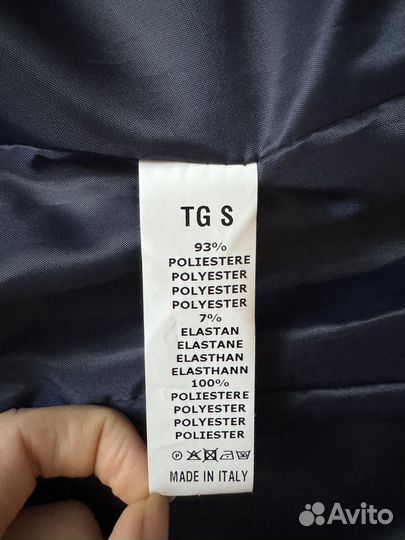 TG S
93%
POLIESTERE
POLYESTER
POLYESTER
POLYESTER
7%
ELASTAN
ELASTANE
ELASTHAN
ELASTHANN
100%
POLIESTERE
POLYESTER
POLYESTER
POLIESTER
MADE IN ITALY
Avito